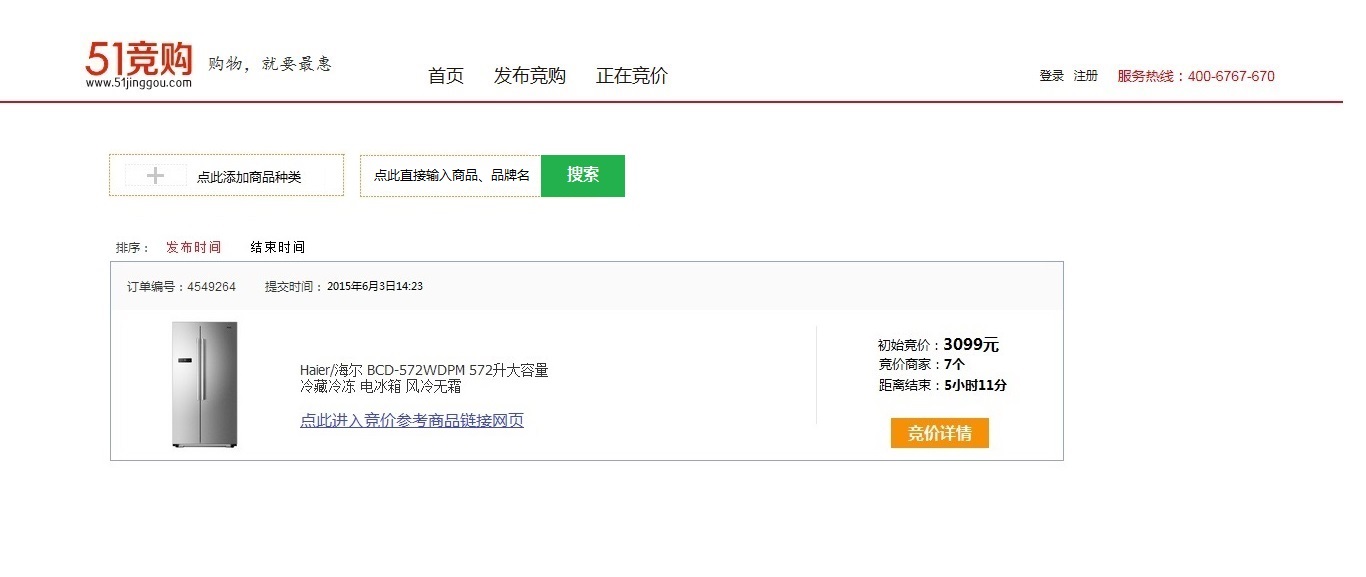 51竞购
www.51jinggou.com
购物，就要最惠
首页 发布竞购 正在竞价
登录 注册 服务热线：400-6767-670
点此添加商品种类
点此直接输入商品、品牌名
搜索
排序： 发布时间 结束时间
订单编号：4549264 提交时间：2015年6月3日14:23
Haier/海尔 BCD-572WDPM 572升大容量
冷藏冷冻 电冰箱 风冷无霜
点此进入竞价参考商品链接网页
初始竞价：3099元
竞价商家：7个
距离结束：5小时11分
竞价详情